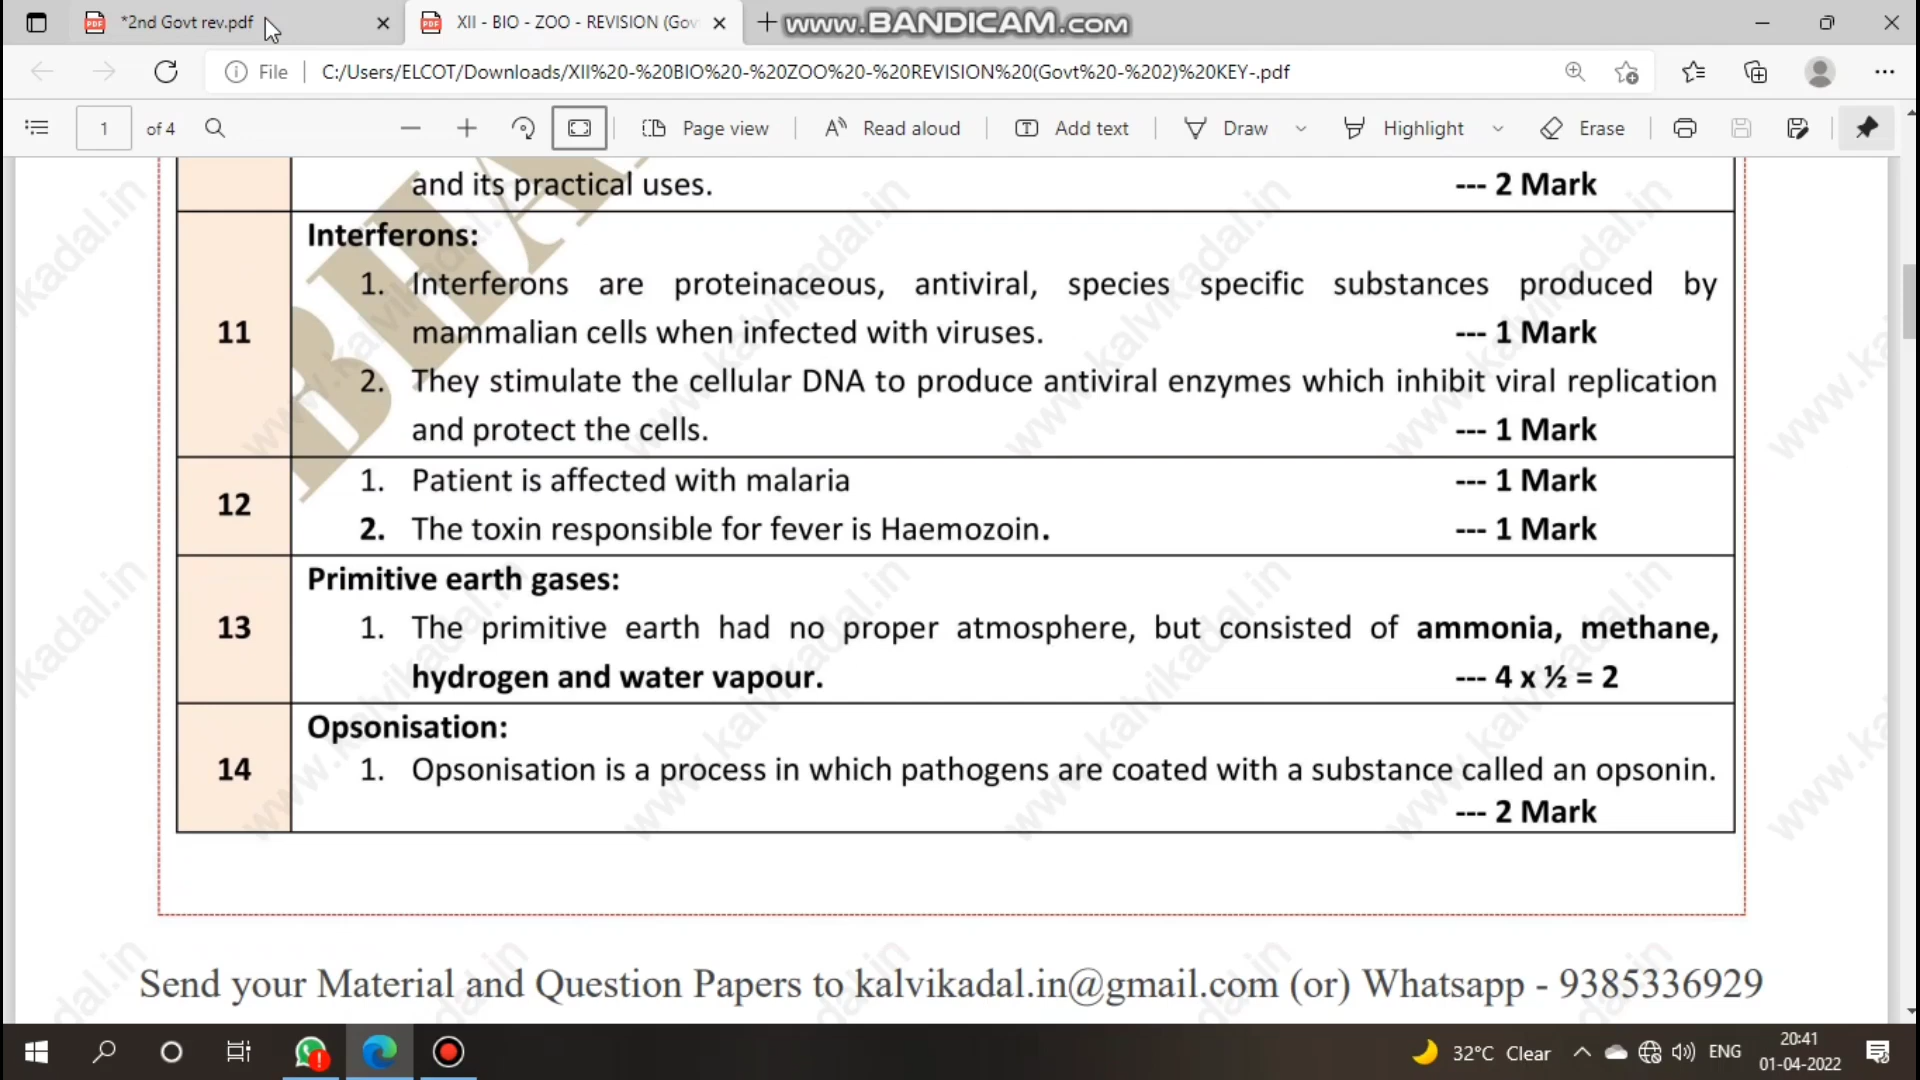 *2nd Govt rev.pdf
XII - BIO - ZOO - REVISION (Gov
www.BANDICAM.com
File
C:/Users/ELCOT/Downloads/XII%20-%20BIO%20-%20ZOO%20-%20REVISION%20(Govt%20-%202)%20KEY-.pdf
1 of 4
Page view
Read aloud
Add text
Draw
Highlight
Erase
and its practical uses. --- 2 Mark
11
Interferons:
1. Interferons are proteinaceous, antiviral, species specific substances produced by
mammalian cells when infected with viruses. --- 1 Mark
2. They stimulate the cellular DNA to produce antiviral enzymes which inhibit viral replication
and protect the cells. --- 1 Mark
12
1. Patient is affected with malaria --- 1 Mark
2. The toxin responsible for fever is Haemozoin. --- 1 Mark
13
Primitive earth gases:
1. The primitive earth had no proper atmosphere, but consisted of ammonia, methane,
hydrogen and water vapour. --- 4 x ½ = 2
14
Opsonisation:
1. Opsonisation is a process in which pathogens are coated with a substance called an opsonin.
--- 2 Mark
Send your Material and Question Papers to kalvikadal.in@gmail.com (or) Whatsapp - 9385336929
www.kalvikadal.in
32°C Clear
ENG
20:41
01-04-2022